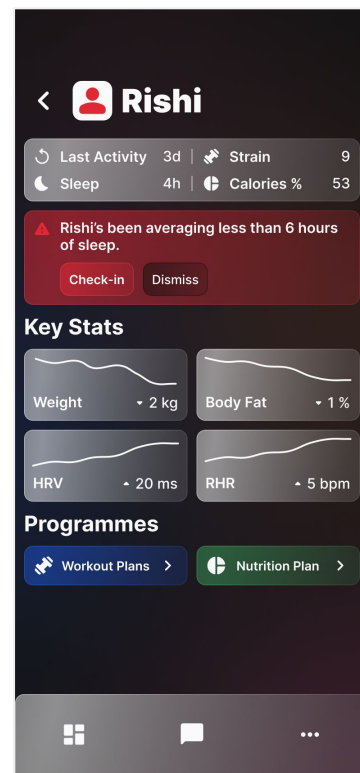 Rishi
Last Activity 3d | Strain 9
Sleep 4h | Calories % 53
Rishi's been averaging less than 6 hours
of sleep.
Check-in Dismiss
Key Stats
Weight 2 kg Body Fat 1 %
HRV 20 ms RHR 5 bpm
Programmes
Workout Plans Nutrition Plan